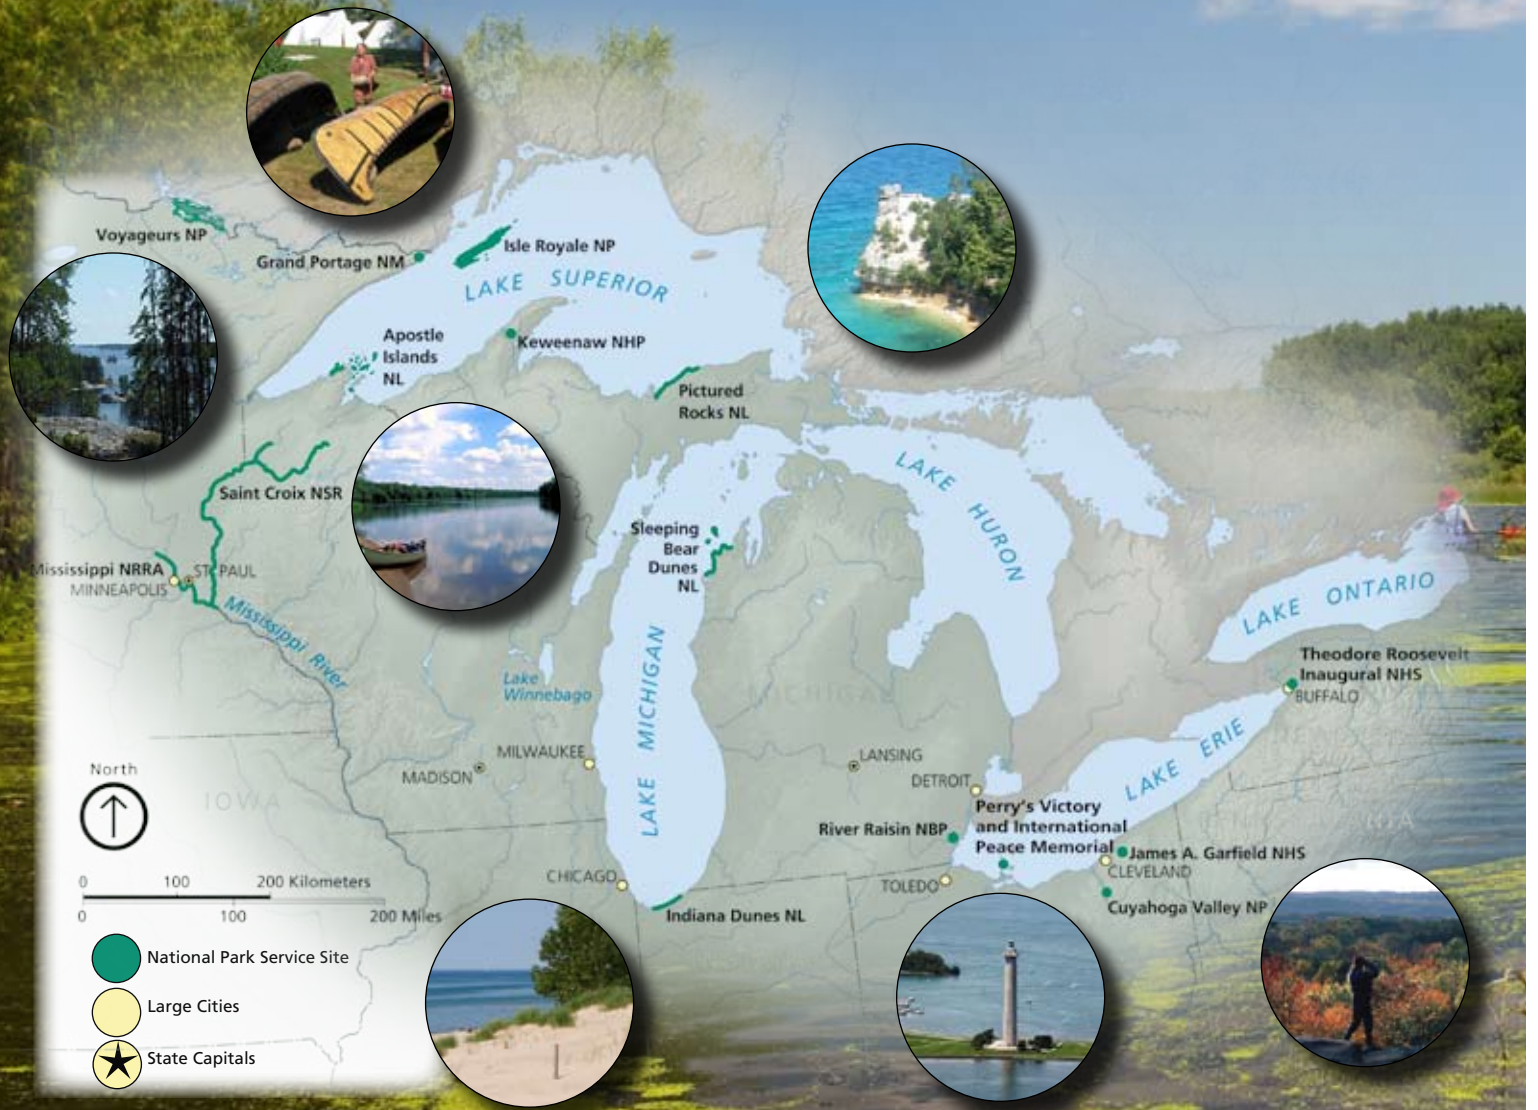 Voyageurs NP
Grand Portage NM
Isle Royale NP
LAKE SUPERIOR
Apostle
Islands
NL
Keweenaw NHP
Pictured
Rocks NL
Saint Croix NSR
LAKE HURON
Sleeping
Bear
Dunes
NL
Mississippi NRRA
ST. PAUL
MINNEAPOLIS
Mississippi River
LAKE ONTARIO
LAKE MICHIGAN
Lake
Winnebago
MICHIGAN
Theodore Roosevelt
Inaugural NHS
BUFFALO
LAKE ERIE
MILWAUKEE
MADISON
LANSING
DETROIT
North
IOWA
Perry's Victory
and International
Peace Memorial
River Raisin NBP
James A. Garfield NHS
CLEVELAND
CHICAGO
TOLEDO
Cuyahoga Valley NP
Indiana Dunes NL
0 100 200 Kilometers
0 100 200 Miles
National Park Service Site
Large Cities
State Capitals